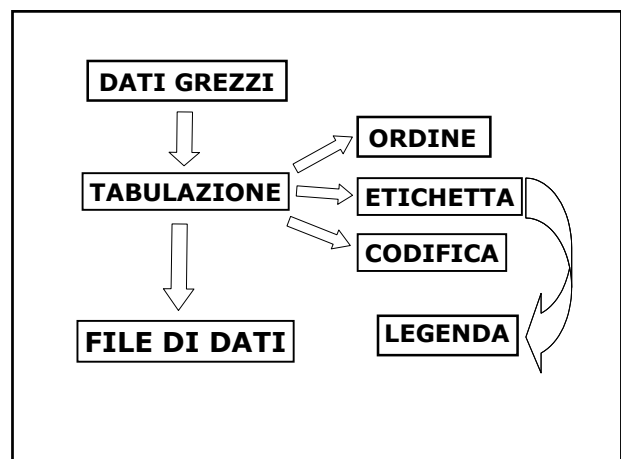 DATI GREZZI
ORDINE
TABULAZIONE
ETICHETTA
CODIFICA
FILE DI DATI
LEGENDA